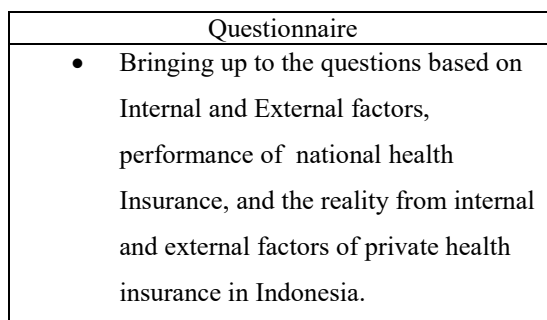 Questionnaire
• Bringing up to the questions based on
Internal and External factors,
performance of national health
Insurance, and the reality from internal
and external factors of private health
insurance in Indonesia.